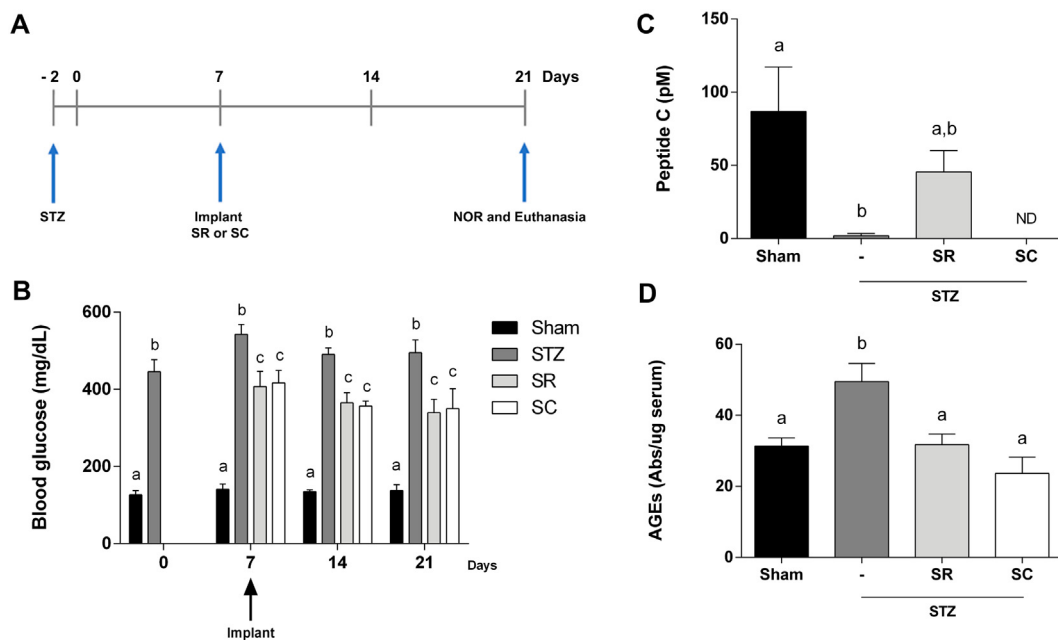 A
- 2 0 7 14 21 Days
STZ
Implant
SR or SC
NOR and Euthanasia
B
Blood glucose (mg/dL)
600
400
200
0
a b
a b c c
a b c c
a b c c
0 7 14 21 Days
Implant
Sham
STZ
SR
SC
C
Peptide C (pM)
150
100
50
0
a b a,b ND
Sham - SR SC
STZ
D
AGEs (Abs/ug serum)
60
40
20
0
a b a a
Sham - SR SC
STZ